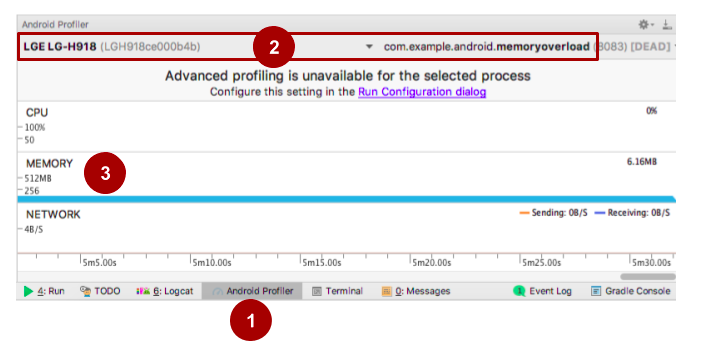 Android Profiler
LGE LG-H918 (LGH918ce000b4b) 2 com.example.android.memoryoverload (3083) [DEAD]
Advanced profiling is unavailable for the selected process
Configure this setting in the Run Configuration dialog
CPU 0%
100%
50
MEMORY 3 6.16MB
512MB
256
NETWORK Sending: 0B/S Receiving: 0B/S
4B/S
5m5.00s 5m10.00s 5m15.00s 5m20.00s 5m25.00s 5m30.00s
4: Run TODO 6: Logcat Android Profiler Terminal 0: Messages 1 Event Log Gradle Console
1